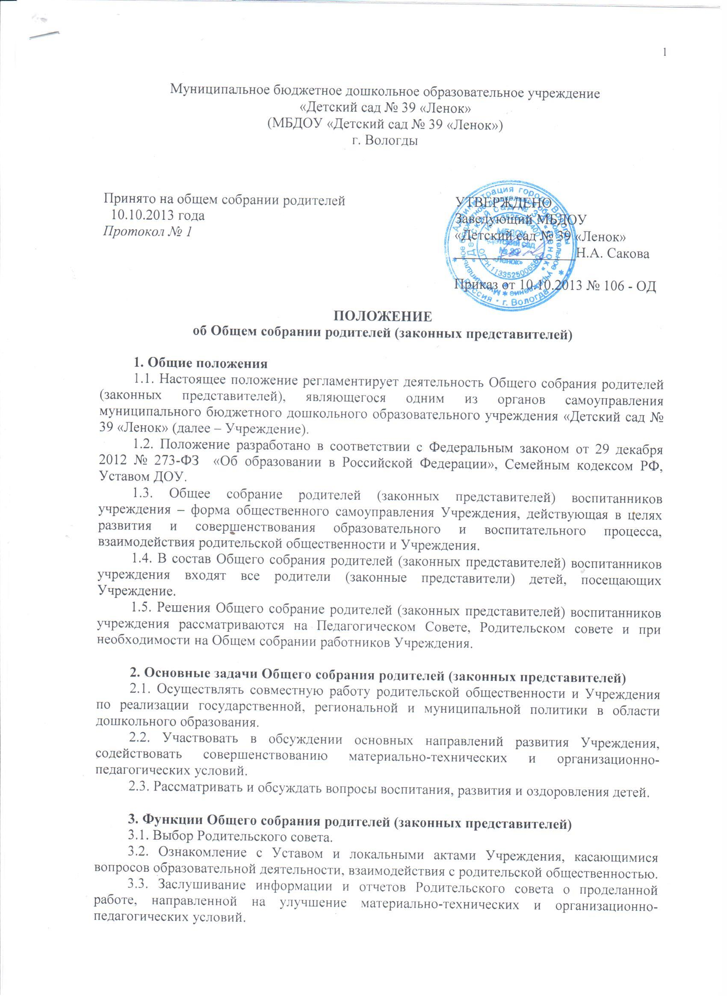 1
Муниципальное бюджетное дошкольное образовательное учреждение
«Детский сад № 39 «Ленок»
(МБДОУ «Детский сад № 39 «Ленок»)
г. Вологды
Принято на общем собрании родителей
10.10.2013 года
Протокол № 1
УТВЕРЖДЕНО
Заведующий МБДОУ
«Детский сад № 39 «Ленок»
Н.А. Сакова
Приказ от 10.10.2013 № 106 - ОД
Администрация города Вологды
Россия • г. Вологда
МБДОУ
«Детский сад
№ 39
«Ленок»
ПОЛОЖЕНИЕ
об Общем собрании родителей (законных представителей)
1. Общие положения
1.1. Настоящее положение регламентирует деятельность Общего собрания родителей
(законных представителей), являющегося одним из органов самоуправления
муниципального бюджетного дошкольного образовательного учреждения «Детский сад №
39 «Ленок» (далее – Учреждение).
1.2. Положение разработано в соответствии с Федеральным законом от 29 декабря
2012 № 273-ФЗ «Об образовании в Российской Федерации», Семейным кодексом РФ,
Уставом ДОУ.
1.3. Общее собрание родителей (законных представителей) воспитанников
учреждения – форма общественного самоуправления Учреждения, действующая в целях
развития и совершенствования образовательного и воспитательного процесса,
взаимодействия родительской общественности и Учреждения.
1.4. В состав Общего собрания родителей (законных представителей) воспитанников
учреждения входят все родители (законные представители) детей, посещающих
Учреждение.
1.5. Решения Общего собрание родителей (законных представителей) воспитанников
учреждения рассматриваются на Педагогическом Совете, Родительском совете и при
необходимости на Общем собрании работников Учреждения.
2. Основные задачи Общего собрания родителей (законных представителей)
2.1. Осуществлять совместную работу родительской общественности и Учреждения
по реализации государственной, региональной и муниципальной политики в области
дошкольного образования.
2.2. Участвовать в обсуждении основных направлений развития Учреждения,
содействовать совершенствованию материально-технических и организационно-
педагогических условий.
2.3. Рассматривать и обсуждать вопросы воспитания, развития и оздоровления детей.
3. Функции Общего собрания родителей (законных представителей)
3.1. Выбор Родительского совета.
3.2. Ознакомление с Уставом и локальными актами Учреждения, касающимися
вопросов образовательной деятельности, взаимодействия с родительской общественностью.
3.3. Заслушивание информации и отчетов Родительского совета о проделанной
работе, направленной на улучшение материально-технических и организационно-
педагогических условий.